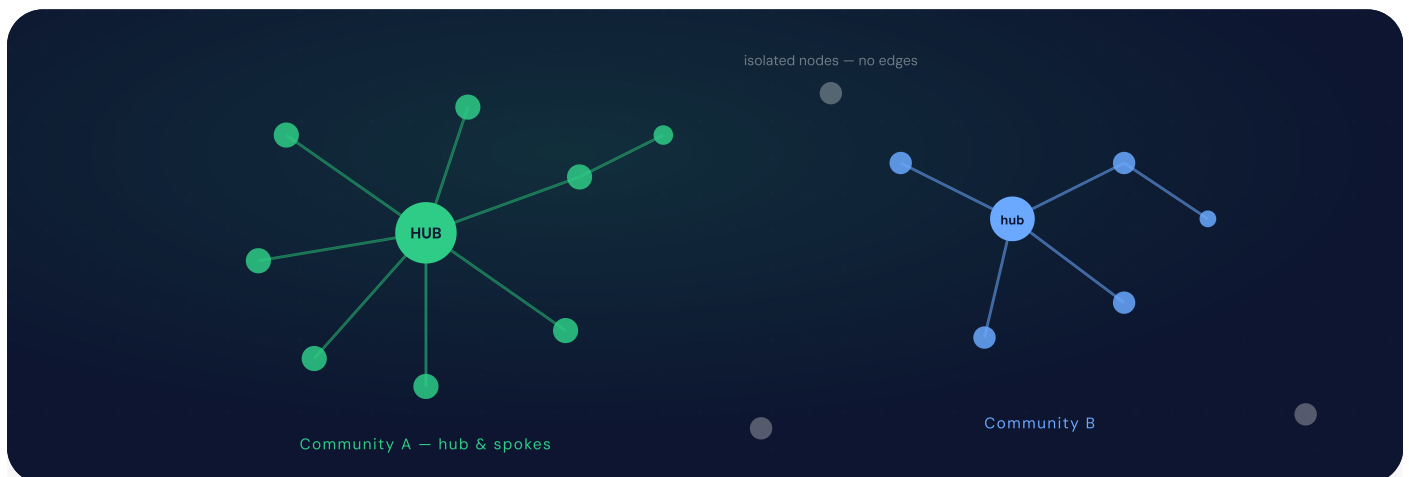 isolated nodes — no edges
HUB
hub
Community A — hub & spokes
Community B